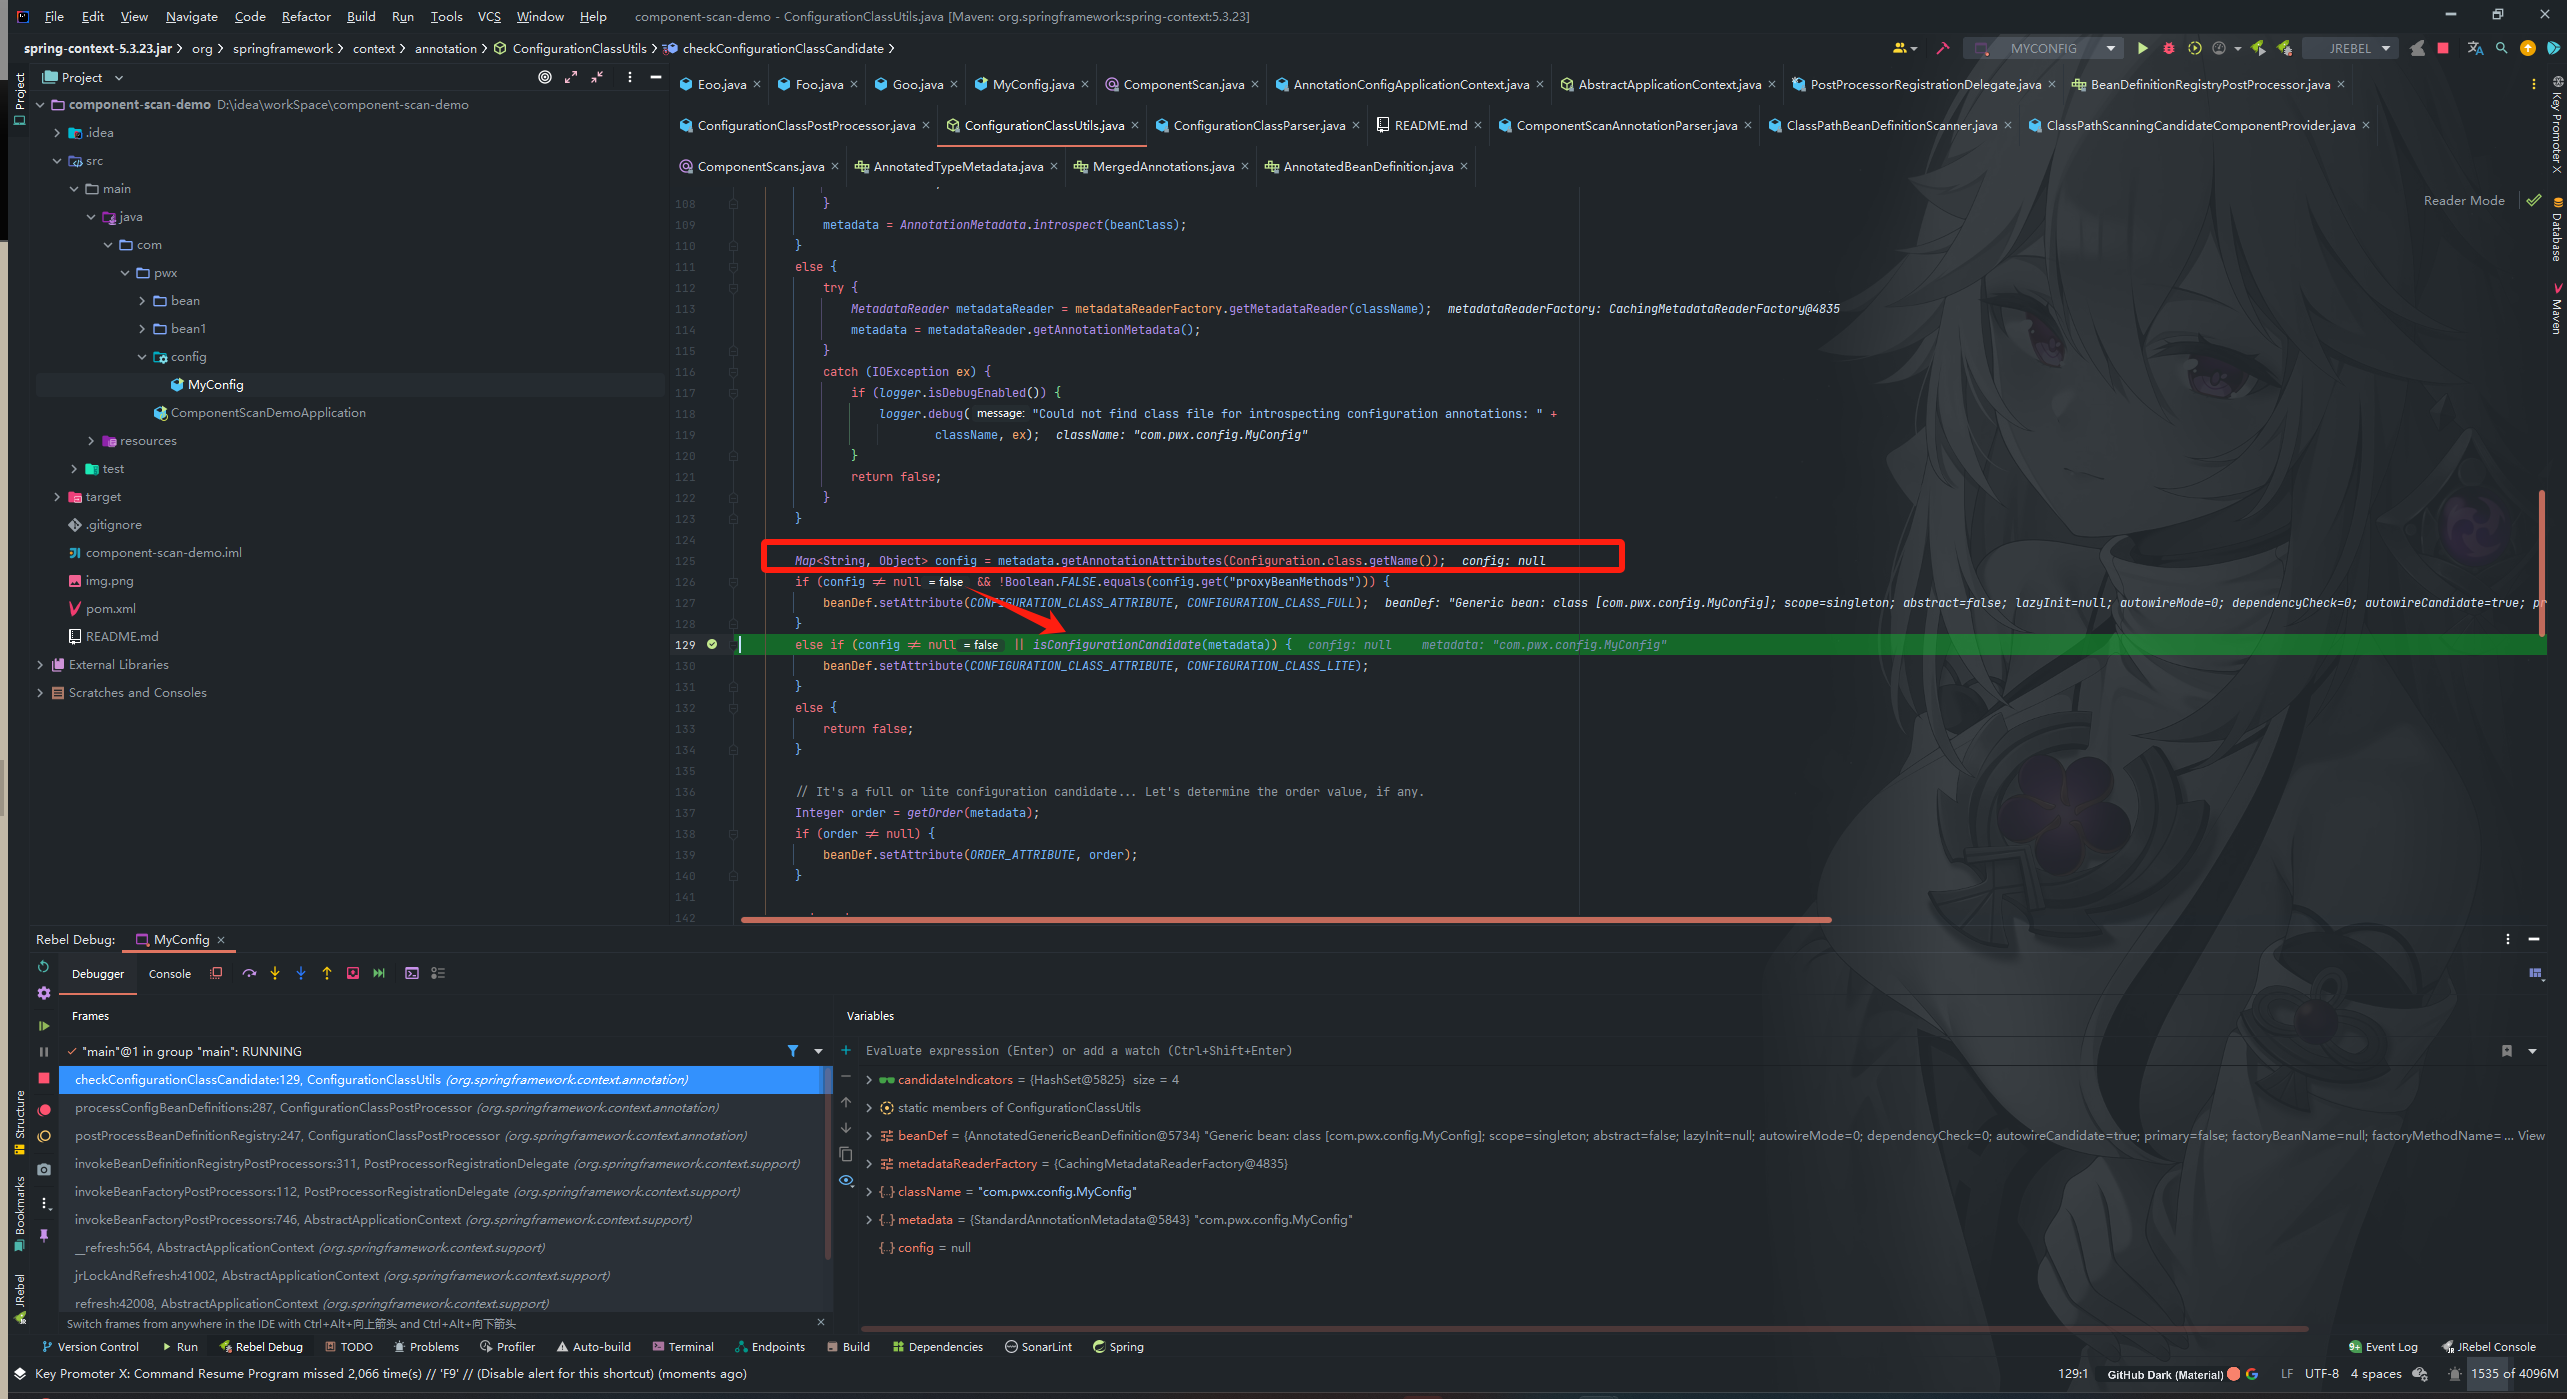 File Edit View Navigate Code Refactor Build Run Tools VCS Window Help component-scan-demo - ConfigurationClassUtils.java [Maven: org.springframework:spring-context:5.3.23]
spring-context-5.3.23.jar org springframework context annotation ConfigurationClassUtils checkConfigurationClassCandidate MYCONFIG JREBEL
Project
Project
component-scan-demo D:\idea\workSpace\component-scan-demo
.idea
src
main
java
com
pwx
bean
bean1
config
MyConfig
ComponentScanDemoApplication
resources
test
target
.gitignore
component-scan-demo.iml
img.png
pom.xml
README.md
External Libraries
Scratches and Consoles
Eoo.java Foo.java Goo.java MyConfig.java ComponentScan.java AnnotationConfigApplicationContext.java AbstractApplicationContext.java PostProcessorRegistrationDelegate.java BeanDefinitionRegistryPostProcessor.java
ConfigurationClassPostProcessor.java ConfigurationClassUtils.java ConfigurationClassParser.java README.md ComponentScanAnnotationParser.java ClassPathBeanDefinitionScanner.java ClassPathScanningCandidateComponentProvider.java
ComponentScans.java AnnotatedTypeMetadata.java MergedAnnotations.java AnnotatedBeanDefinition.java
Reader Mode
108 }
109 metadata = AnnotationMetadata.introspect(beanClass);
110 }
111 else {
112 try {
113 MetadataReader metadataReader = metadataReaderFactory.getMetadataReader(className); metadataReaderFactory: CachingMetadataReaderFactory@4835
114 metadata = metadataReader.getAnnotationMetadata();
115 }
116 catch (IOException ex) {
117 if (logger.isDebugEnabled()) {
118 logger.debug( message: "Could not find class file for introspecting configuration annotations: " +
119 className, ex); className: "com.pwx.config.MyConfig"
120 }
121 return false;
122 }
123 }
124
125 Map<String, Object> config = metadata.getAnnotationAttributes(Configuration.class.getName()); config: null
126 if (config ≠ null = false && !Boolean.FALSE.equals(config.get("proxyBeanMethods"))) {
127 beanDef.setAttribute(CONFIGURATION_CLASS_ATTRIBUTE, CONFIGURATION_CLASS_FULL); beanDef: "Generic bean: class [com.pwx.config.MyConfig]; scope=singleton; abstract=false; lazyInit=null; autowireMode=0; dependencyCheck=0; autowireCandidate=true; pr
128 }
129 else if (config ≠ null = false || isConfigurationCandidate(metadata)) { config: null metadata: "com.pwx.config.MyConfig"
130 beanDef.setAttribute(CONFIGURATION_CLASS_ATTRIBUTE, CONFIGURATION_CLASS_LITE);
131 }
132 else {
133 return false;
134 }
135
136 // It's a full or lite configuration candidate... Let's determine the order value, if any.
137 Integer order = getOrder(metadata);
138 if (order ≠ null) {
139 beanDef.setAttribute(ORDER_ATTRIBUTE, order);
140 }
141
142
Key Promoter X
Database
Maven
Rebel Debug: MyConfig
Debugger Console
Frames
"main"@1 in group "main": RUNNING
checkConfigurationClassCandidate:129, ConfigurationClassUtils (org.springframework.context.annotation)
processConfigBeanDefinitions:287, ConfigurationClassPostProcessor (org.springframework.context.annotation)
postProcessBeanDefinitionRegistry:247, ConfigurationClassPostProcessor (org.springframework.context.annotation)
invokeBeanDefinitionRegistryPostProcessors:311, PostProcessorRegistrationDelegate (org.springframework.context.support)
invokeBeanFactoryPostProcessors:112, PostProcessorRegistrationDelegate (org.springframework.context.support)
invokeBeanFactoryPostProcessors:746, AbstractApplicationContext (org.springframework.context.support)
__refresh:564, AbstractApplicationContext (org.springframework.context.support)
jrLockAndRefresh:41002, AbstractApplicationContext (org.springframework.context.support)
refresh:42008, AbstractApplicationContext (org.springframework.context.support)
Switch frames from anywhere in the IDE with Ctrl+Alt+向上箭头 and Ctrl+Alt+向下箭头
Variables
Evaluate expression (Enter) or add a watch (Ctrl+Shift+Enter)
candidateIndicators = {HashSet@5825} size = 4
static members of ConfigurationClassUtils
beanDef = {AnnotatedGenericBeanDefinition@5734} "Generic bean: class [com.pwx.config.MyConfig]; scope=singleton; abstract=false; lazyInit=null; autowireMode=0; dependencyCheck=0; autowireCandidate=true; primary=false; factoryBeanName=null; factoryMethodName= ... View
metadataReaderFactory = {CachingMetadataReaderFactory@4835}
className = "com.pwx.config.MyConfig"
metadata = {StandardAnnotationMetadata@5843} "com.pwx.config.MyConfig"
config = null
Structure
Bookmarks
JRebel
Version Control Run Rebel Debug TODO Problems Profiler Auto-build Terminal Endpoints Build Dependencies SonarLint Spring Event Log JRebel Console
Key Promoter X: Command Resume Program missed 2,066 time(s) // 'F9' // (Disable alert for this shortcut) (moments ago) 129:1 GitHub Dark (Material) LF UTF-8 4 spaces 1535 of 4096M